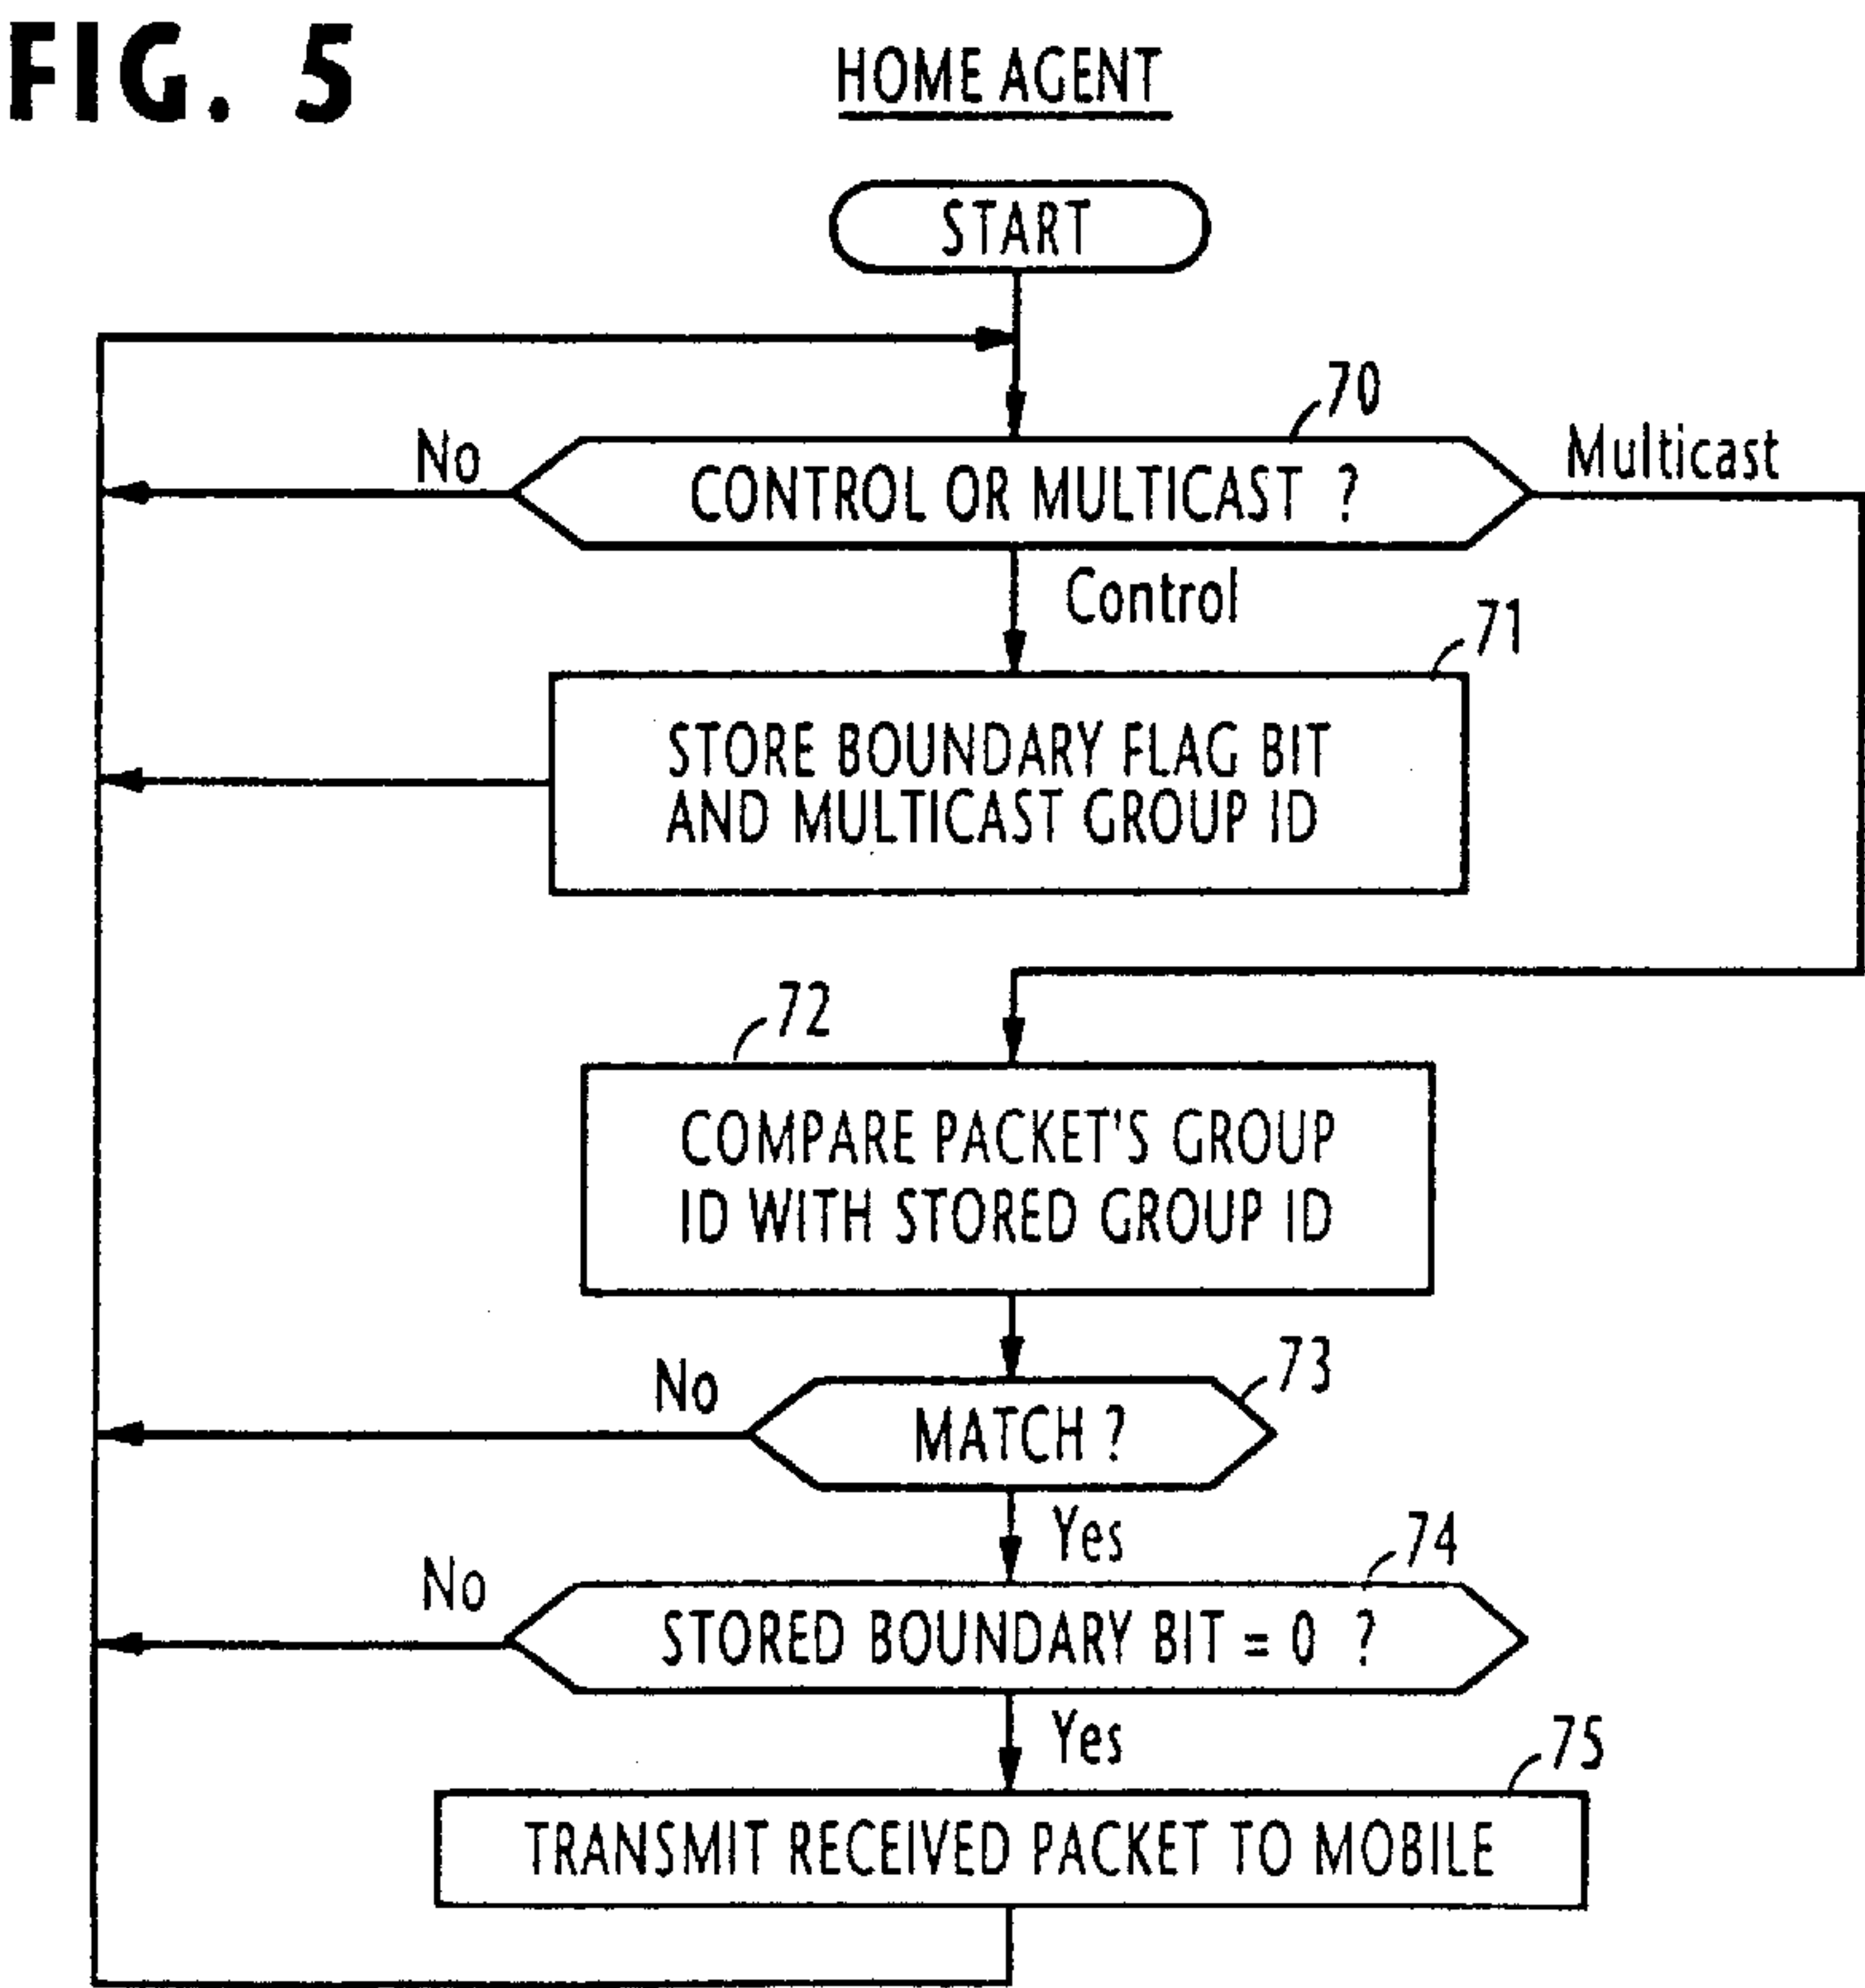 FIG. 5
HOME AGENT
START
70
No
CONTROL OR MULTICAST ?
Multicast
Control
71
STORE BOUNDARY FLAG BIT
AND MULTICAST GROUP ID
72
COMPARE PACKET'S GROUP
ID WITH STORED GROUP ID
73
No
MATCH ?
Yes
74
No
STORED BOUNDARY BIT = 0 ?
Yes
75
TRANSMIT RECEIVED PACKET TO MOBILE